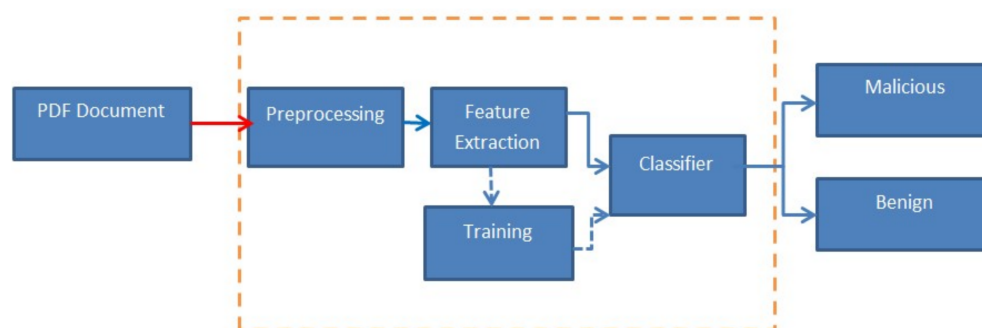 PDF Document
Preprocessing
Feature
Extraction
Training
Classifier
Malicious
Benign